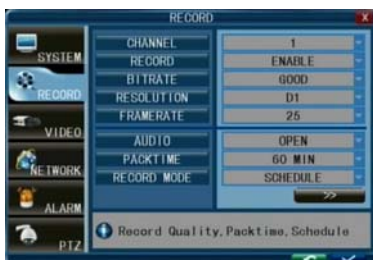 RECORD X
SYSTEM
RECORD
VIDEO
NETWORK
ALARM
PTZ
CHANNEL 1
RECORD ENABLE
BITRATE GOOD
RESOLUTION D1
FRAMERATE 25
AUDIO OPEN
PACKTIME 60 MIN
RECORD MODE SCHEDULE
>>
Record Quality, Packtime, Schedule